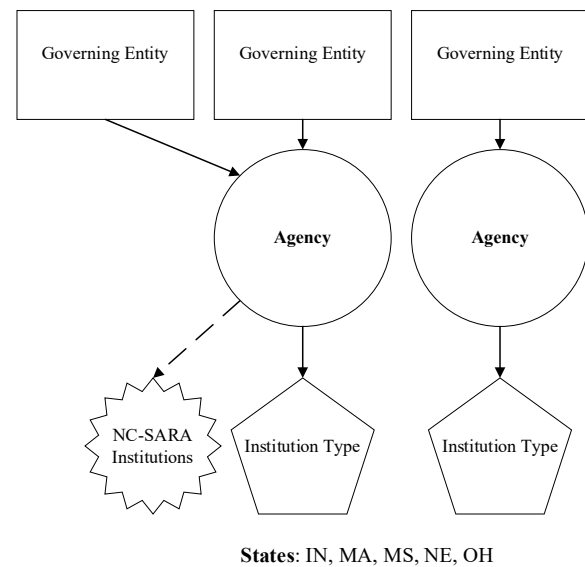 Governing Entity
Governing Entity
Governing Entity
Agency
Agency
NC-SARA
Institutions
Institution Type
Institution Type
States: IN, MA, MS, NE, OH